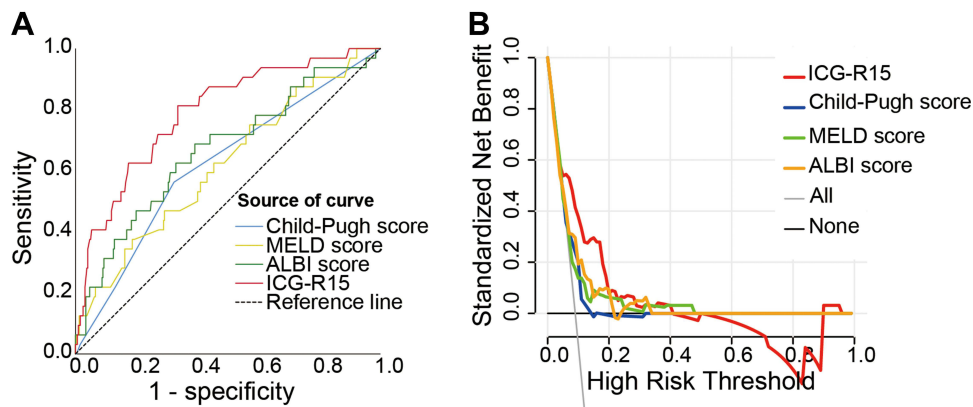 A
Sensitivity
1.0
0.8
0.6
0.4
0.2
0.0
0.0 0.2 0.4 0.6 0.8 1.0
1 - specificity
Source of curve
Child-Pugh score
MELD score
ALBI score
ICG-R15
Reference line
B
Standardized Net Benefit
1.0
0.8
0.6
0.4
0.2
0.0
0.0 0.2 0.4 0.6 0.8 1.0
High Risk Threshold
ICG-R15
Child-Pugh score
MELD score
ALBI score
All
None